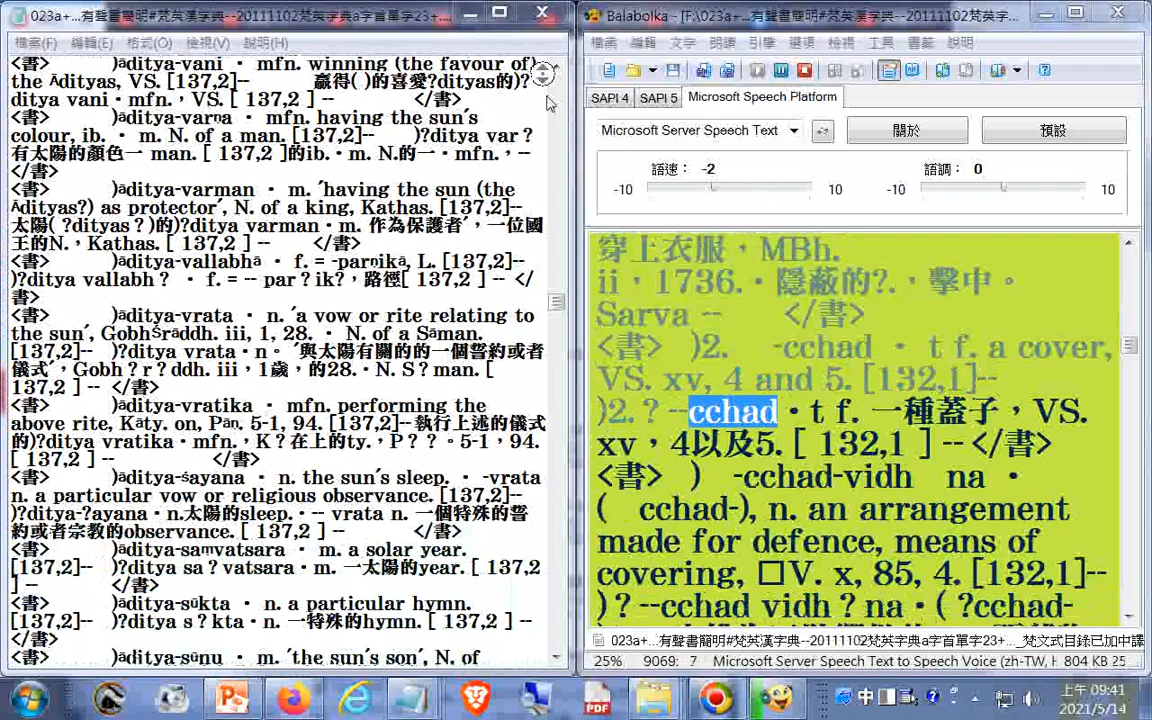 023a+...有聲書簡明#梵英漢字典--20111102梵英字典a字首單字23+...
檔案(F) 編輯(E) 格式(O) 檢視(V) 說明(H)
<書> )āditya-vani • mfn. winning (the favour of)
the Ādityas, VS. [137,2]-- 贏得( )的喜愛?dityas的)?
ditya vani•mfn.，VS. [ 137,2 ] -- </書>
<書> )āditya-varṇa • mfn. having the sun's
colour, ib. • m. N. of a man. [137,2]-- )?ditya var ?
有太陽的顏色一 man. [ 137,2 ]的ib.•m. N.的一•mfn.，--
</書>
<書> )āditya-varman • m. 'having the sun (the
Ādityas?) as protector', N. of a king, Kathas. [137,2]--
太陽( ?dityas ? )的)?ditya varman•m. 作為保護者'，一位國
王的N.，Kathas. [ 137,2 ] -- </書>
<書> )āditya-vallabhā • f. = -parṇikā, L. [137,2]--
)?ditya vallabh ? • f. = -- par ? ik?，路徑[ 137,2 ] -- </
書>
<書> )āditya-vrata • n. 'a vow or rite relating to
the sun', GobhŚrāddh. iii, 1, 28. • N. of a Sāman.
[137,2]-- )?ditya vrata•n。'與太陽有關的的一個誓約或者
儀式'，Gobh ? r ? ddh. iii，1歲，的28.•N. S ? man. [
137,2 ] -- </書>
<書> )āditya-vratika • mfn. performing the
above rite, Kāty. on, Pāṇ. 5-1, 94. [137,2]--執行上述的儀式
的)?ditya vratika•mfn.，K ? 在上的ty.，P ? ? 。5-1，94.
[ 137,2 ] -- </書>
<書> )āditya-śayana • n. the sun's sleep. • -vrata
n. a particular vow or religious observance. [137,2]--
)?ditya-?ayana•n.太陽的sleep.•-- vrata n. 一個特殊的誓
約或者宗教的observance. [ 137,2 ] -- </書>
<書> )āditya-saṃvatsara • m. a solar year.
[137,2]-- )?ditya sa ? vatsara•m. 一太陽的year. [ 137,2
] -- </書>
<書> )āditya-sūkta • n. a particular hymn.
[137,2]-- )?ditya s ? kta•n. 一特殊的hymn. [ 137,2 ] --
</書>
<書> )āditya-sūnu • m. 'the sun's son', N. of
Balabolka - [F:\023a+...有聲書簡明#梵英漢字典--20111102梵英字...
檔案 編輯 文字 朗讀 引擎 選項 檢視 工具 書籤 說明
SAPI 4 SAPI 5 Microsoft Speech Platform
Microsoft Server Speech Text 關於 預設
語速： -2 語調： 0
-10 10 -10 10
穿上衣服，MBh.
ii，1736.•隱蔽的?.，擊中。
Sarva -- </書>
<書> )2. -cchad • t f. a cover,
VS. xv, 4 and 5. [132,1]--
)2. ? --cchad•t f. 一種蓋子，VS.
xv，4以及5. [ 132,1 ] --</書>
<書> ) -cchad-vidh na •
( cchad-), n. an arrangement
made for defence, means of
covering, □V. x, 85, 4. [132,1]--
) ? --cchad vidh ? na•( ?cchad-
023a+...有聲書簡明#梵英漢字典--20111102梵英字典a字首單字23+..._梵文式目錄已加中譯
25% 9069: 7 Microsoft Server Speech Text to Speech Voice (zh-TW, H 804 KB 25
中
上午 09:41
2021/5/14